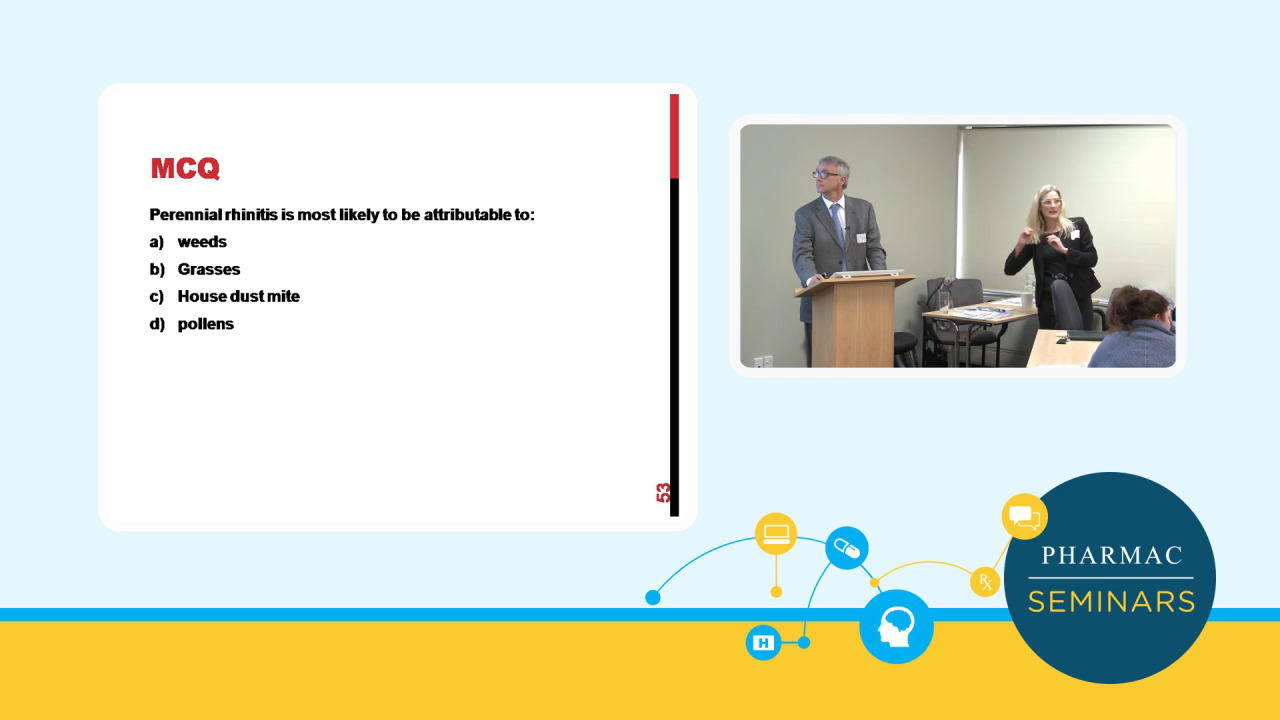 MCQ
Perennial rhinitis is most likely to be attributable to:
a) weeds
b) Grasses
c) House dust mite
d) pollens
53
H
Rx
PHARMAC
SEMINARS